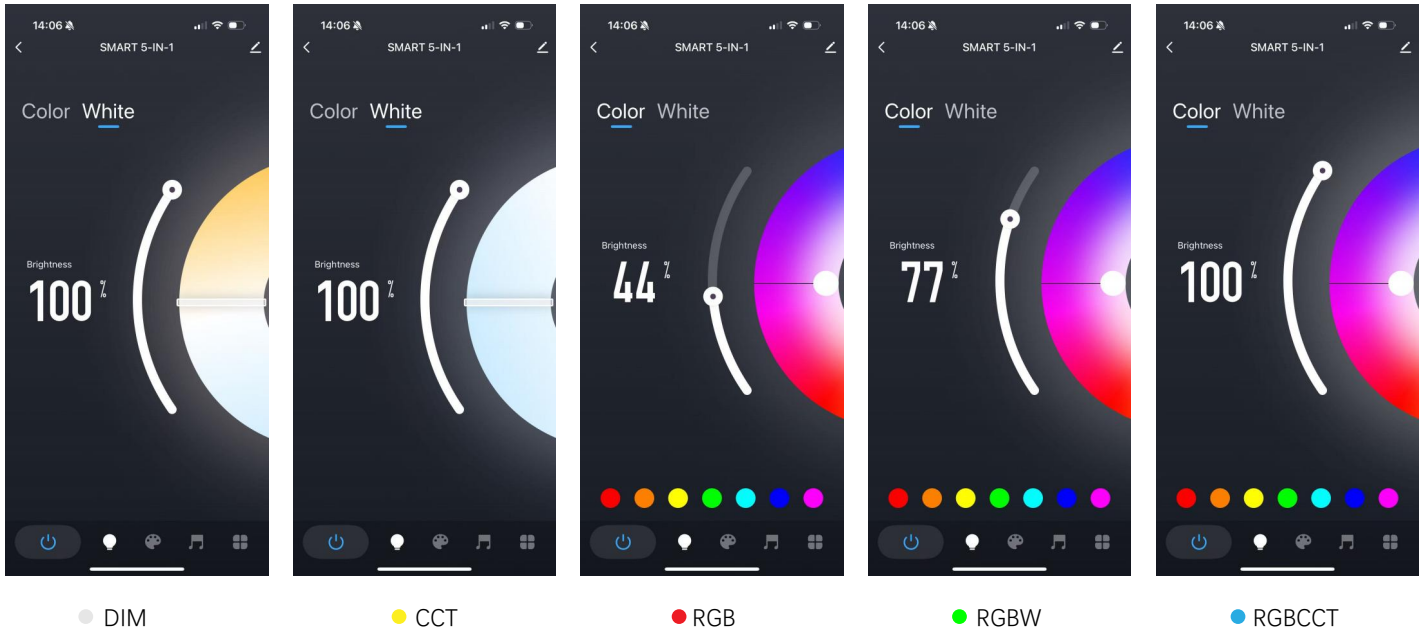 14:06
SMART 5-IN-1
Color White
Brightness
100 %
DIM
14:06
SMART 5-IN-1
Color White
Brightness
100 %
CCT
14:06
SMART 5-IN-1
Color White
Brightness
44 %
RGB
14:06
SMART 5-IN-1
Color White
Brightness
77 %
RGBW
14:06
SMART 5-IN-1
Color White
Brightness
100 %
RGBCCT